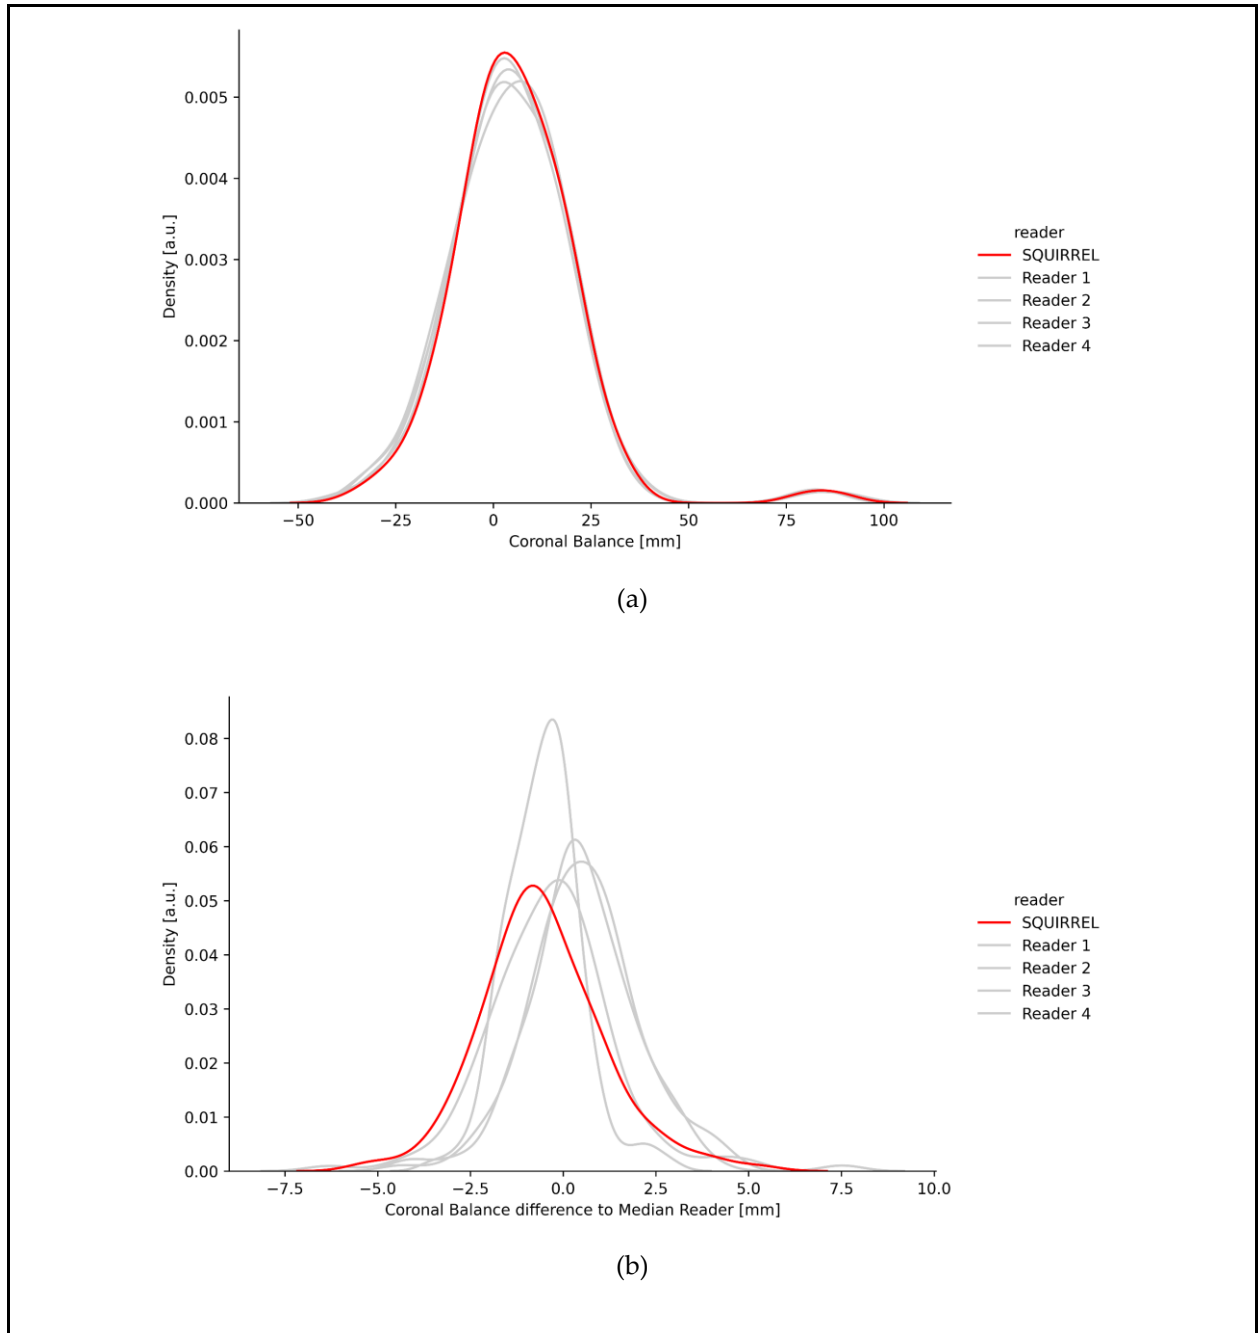 0.005
0.004
0.003
0.002
0.001
0.000
Density [a.u.]
−50 −25 0 25 50 75 100
Coronal Balance [mm]
reader
SQUIRREL
Reader 1
Reader 2
Reader 3
Reader 4
(a)
0.08
0.07
0.06
0.05
0.04
0.03
0.02
0.01
0.00
Density [a.u.]
−7.5 −5.0 −2.5 0.0 2.5 5.0 7.5 10.0
Coronal Balance difference to Median Reader [mm]
reader
SQUIRREL
Reader 1
Reader 2
Reader 3
Reader 4
(b)